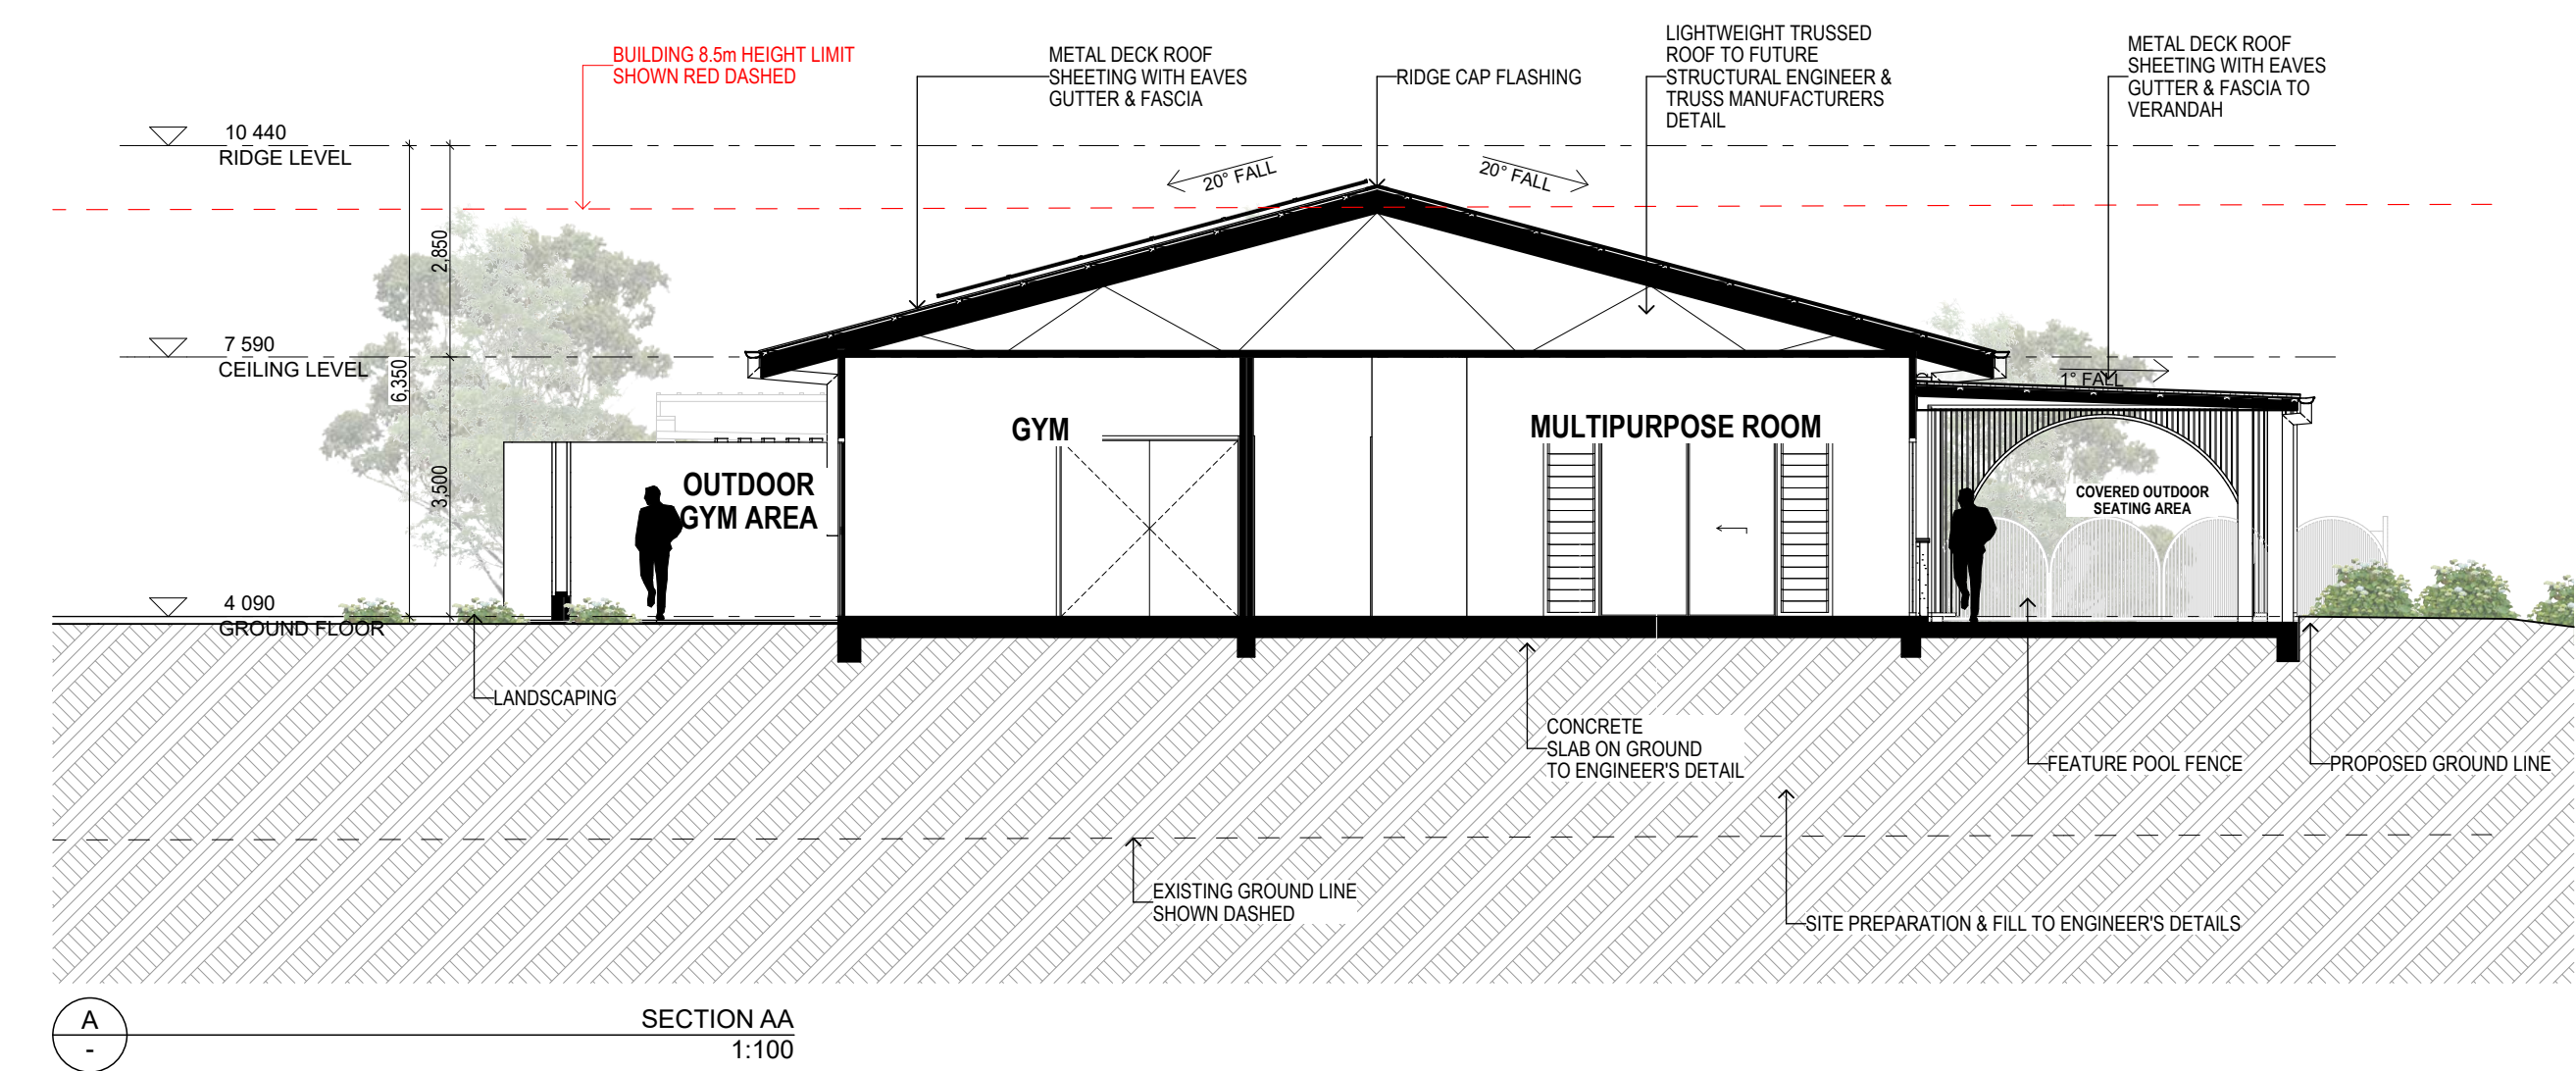 BUILDING 8.5m HEIGHT LIMIT
SHOWN RED DASHED
METAL DECK ROOF
SHEETING WITH EAVES
GUTTER & FASCIA
RIDGE CAP FLASHING
LIGHTWEIGHT TRUSSED
ROOF TO FUTURE
STRUCTURAL ENGINEER &
TRUSS MANUFACTURERS
DETAIL
METAL DECK ROOF
SHEETING WITH EAVES
GUTTER & FASCIA TO
VERANDAH
10 440
RIDGE LEVEL
20° FALL
20° FALL
2,850
7 590
CEILING LEVEL
6,350
1° FALL
GYM
MULTIPURPOSE ROOM
3,500
OUTDOOR
GYM AREA
COVERED OUTDOOR
SEATING AREA
4 090
GROUND FLOOR
LANDSCAPING
CONCRETE
SLAB ON GROUND
TO ENGINEER'S DETAIL
FEATURE POOL FENCE
PROPOSED GROUND LINE
EXISTING GROUND LINE
SHOWN DASHED
SITE PREPARATION & FILL TO ENGINEER'S DETAILS
A
-
SECTION AA
1:100